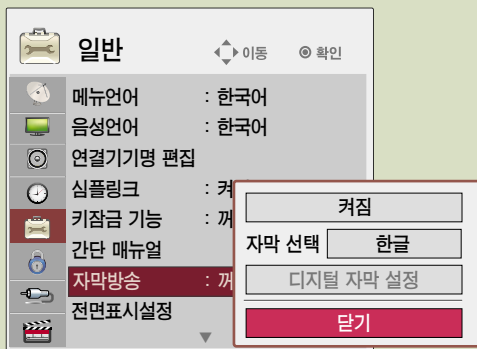 일반 이동 확인
메뉴언어 : 한국어
음성언어 : 한국어
연결기기명 편집
심플링크 : 켜
키잠금 기능 : 꺼
간단 매뉴얼
자막방송 : 꺼
전면표시설정
켜짐
자막 선택 한글
디지털 자막 설정
닫기